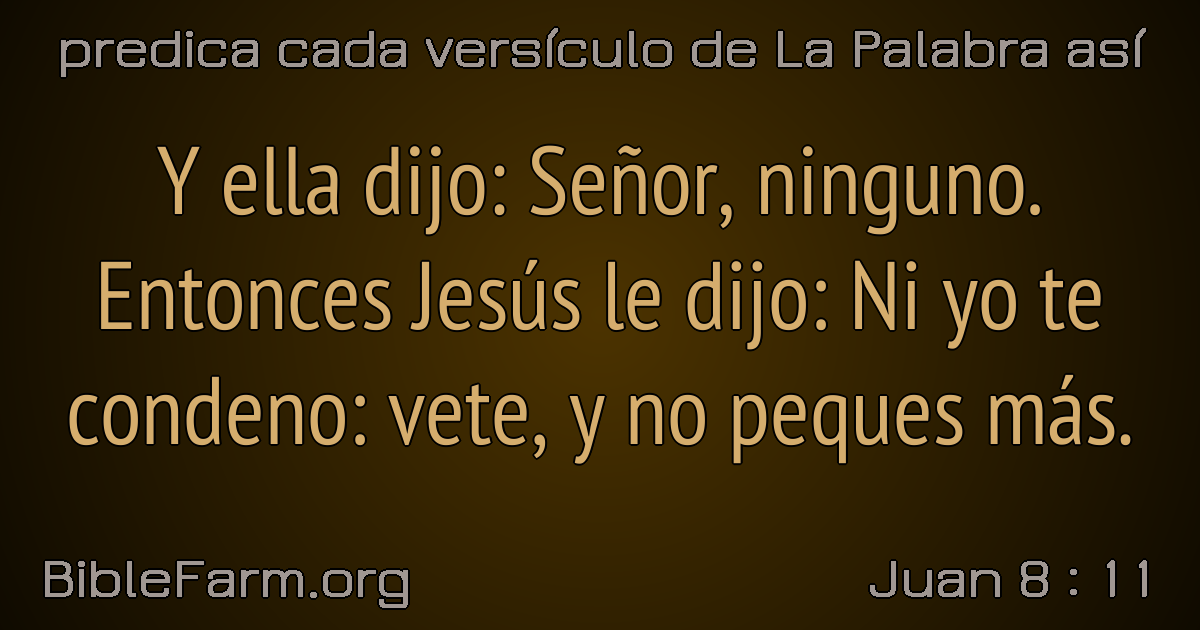 predica cada versículo de La Palabra así
Y ella dijo: Señor, ninguno.
Entonces Jesús le dijo: Ni yo te
condeno: vete, y no peques más.
BibleFarm.org
Juan 8 : 11